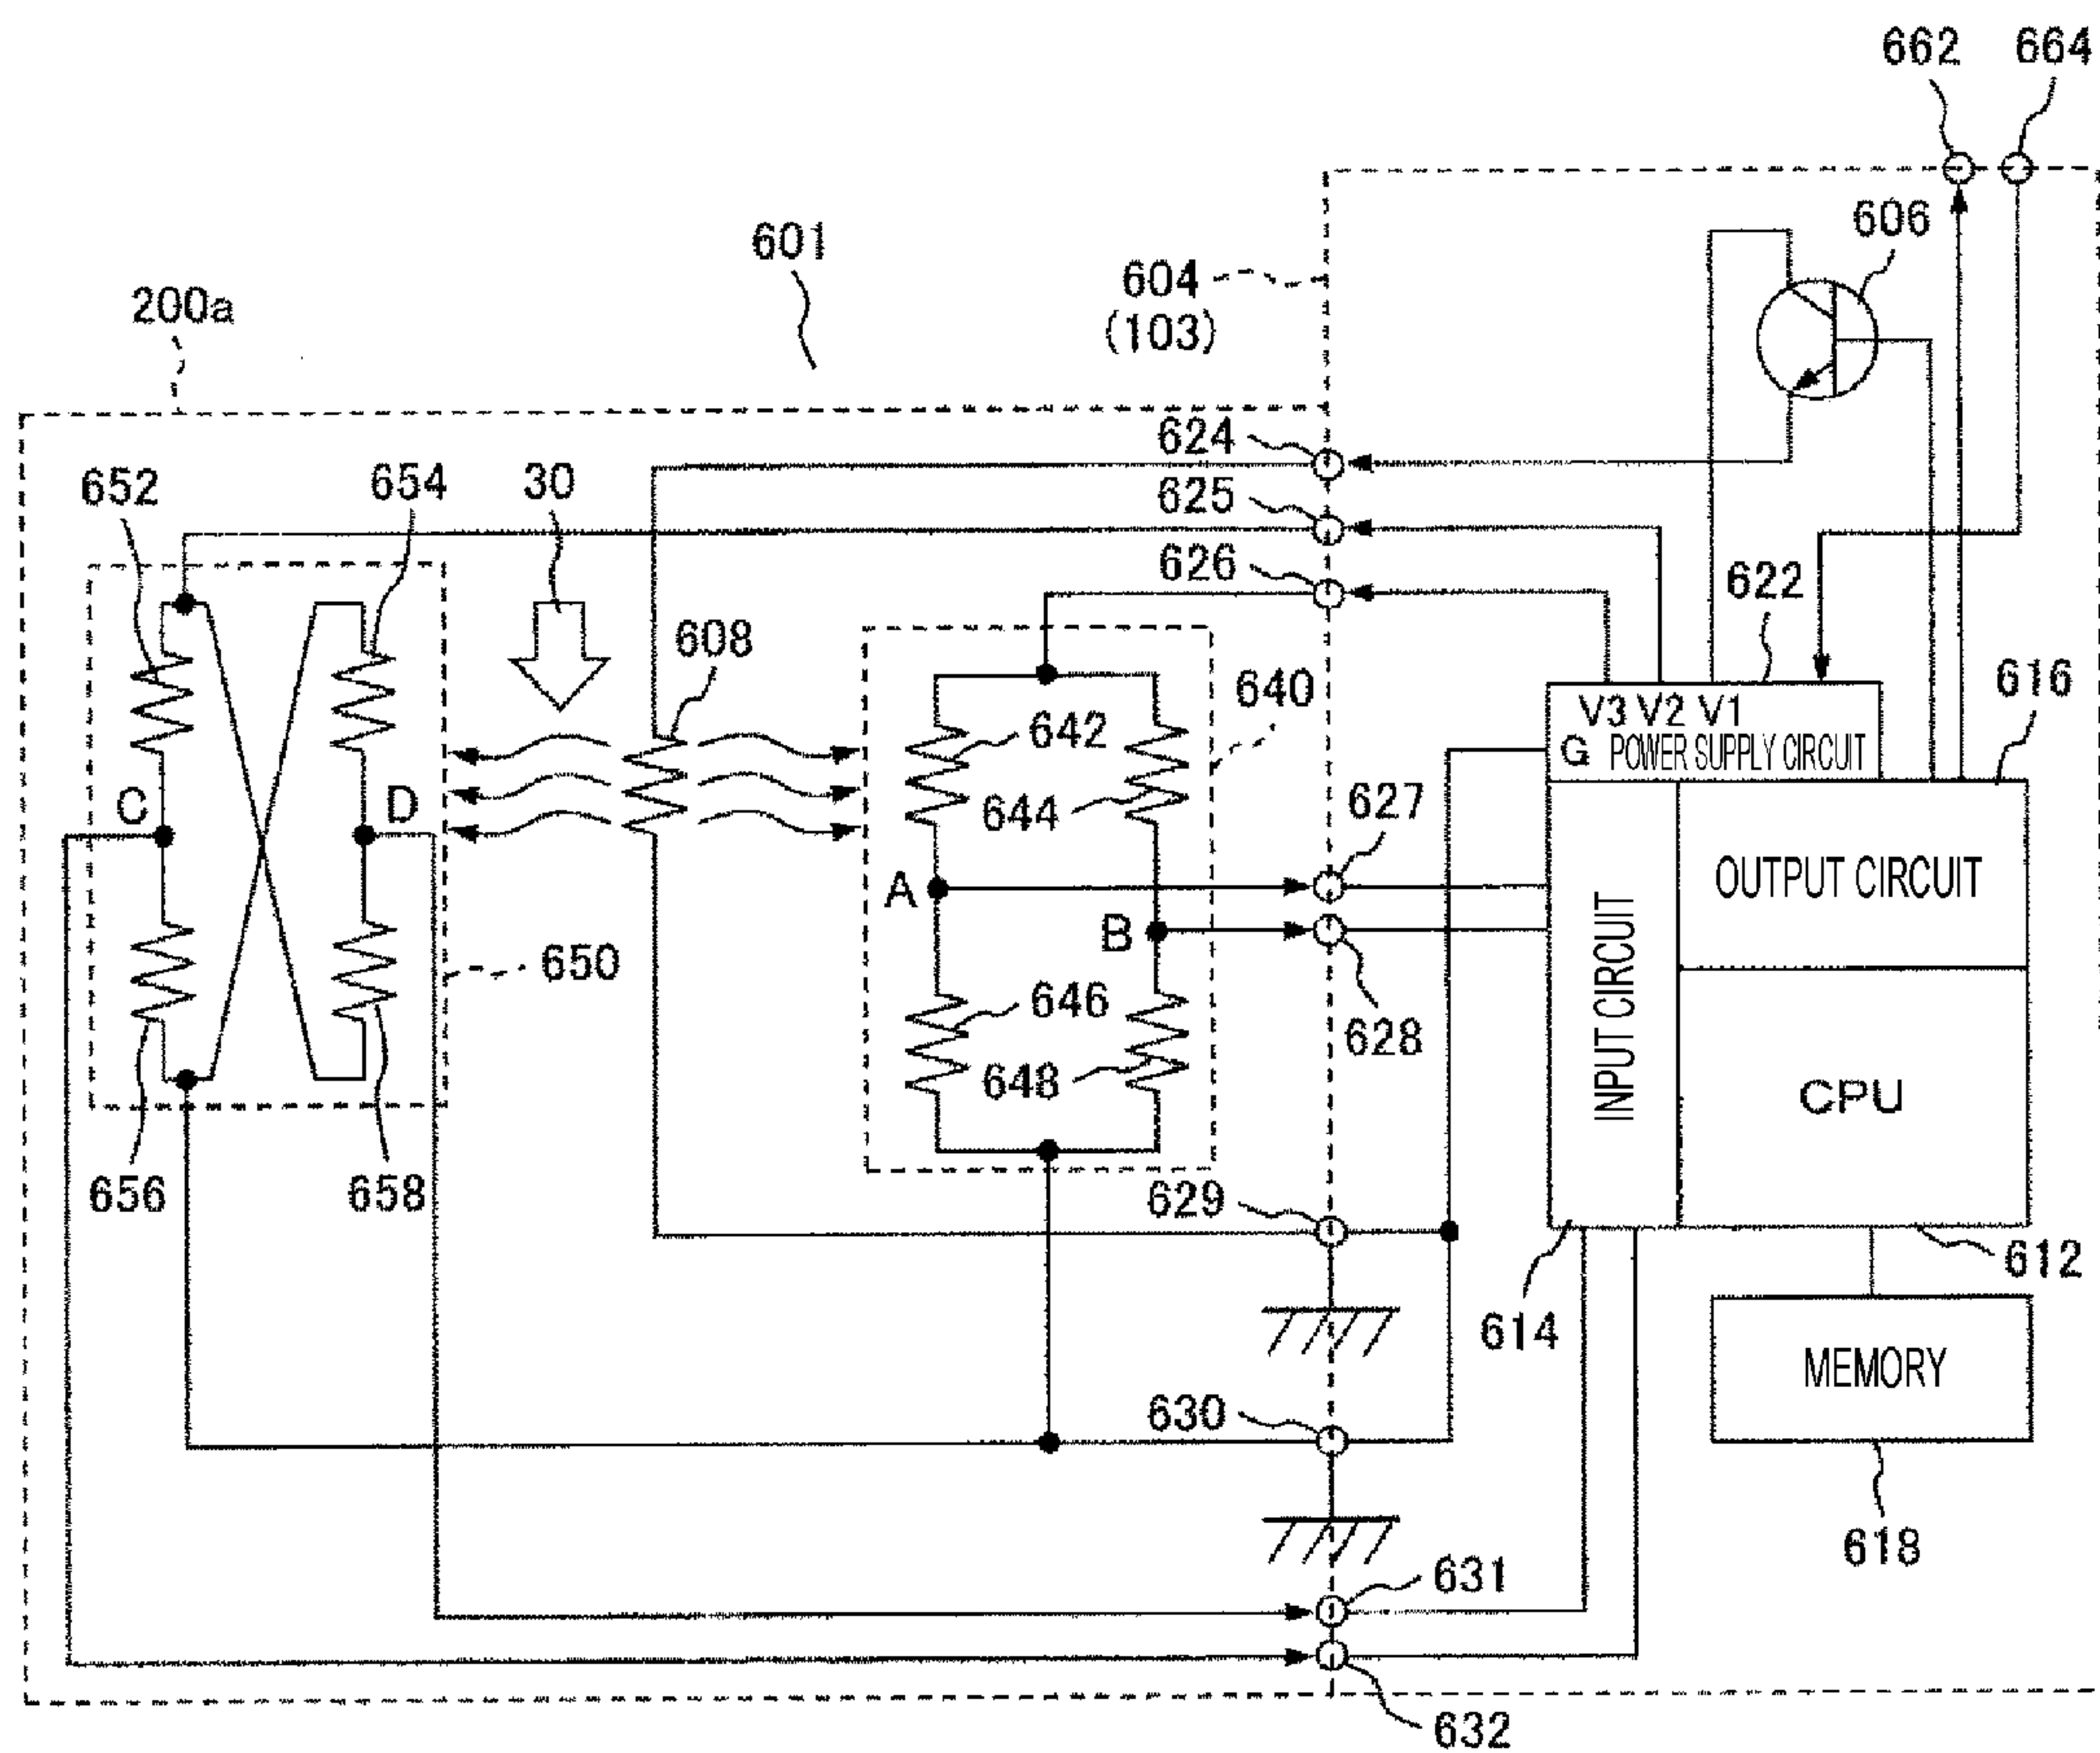 662 664
606
601
604
(103)
200a
624
652 654 30 625
626
622
608
640
616
V3 V2 V1
G POWER SUPPLY CIRCUIT
642
644
627
C D
A
B
OUTPUT CIRCUIT
INPUT CIRCUIT
650
646
648
628
CPU
656 658
629
612
614
MEMORY
630
618
631
632